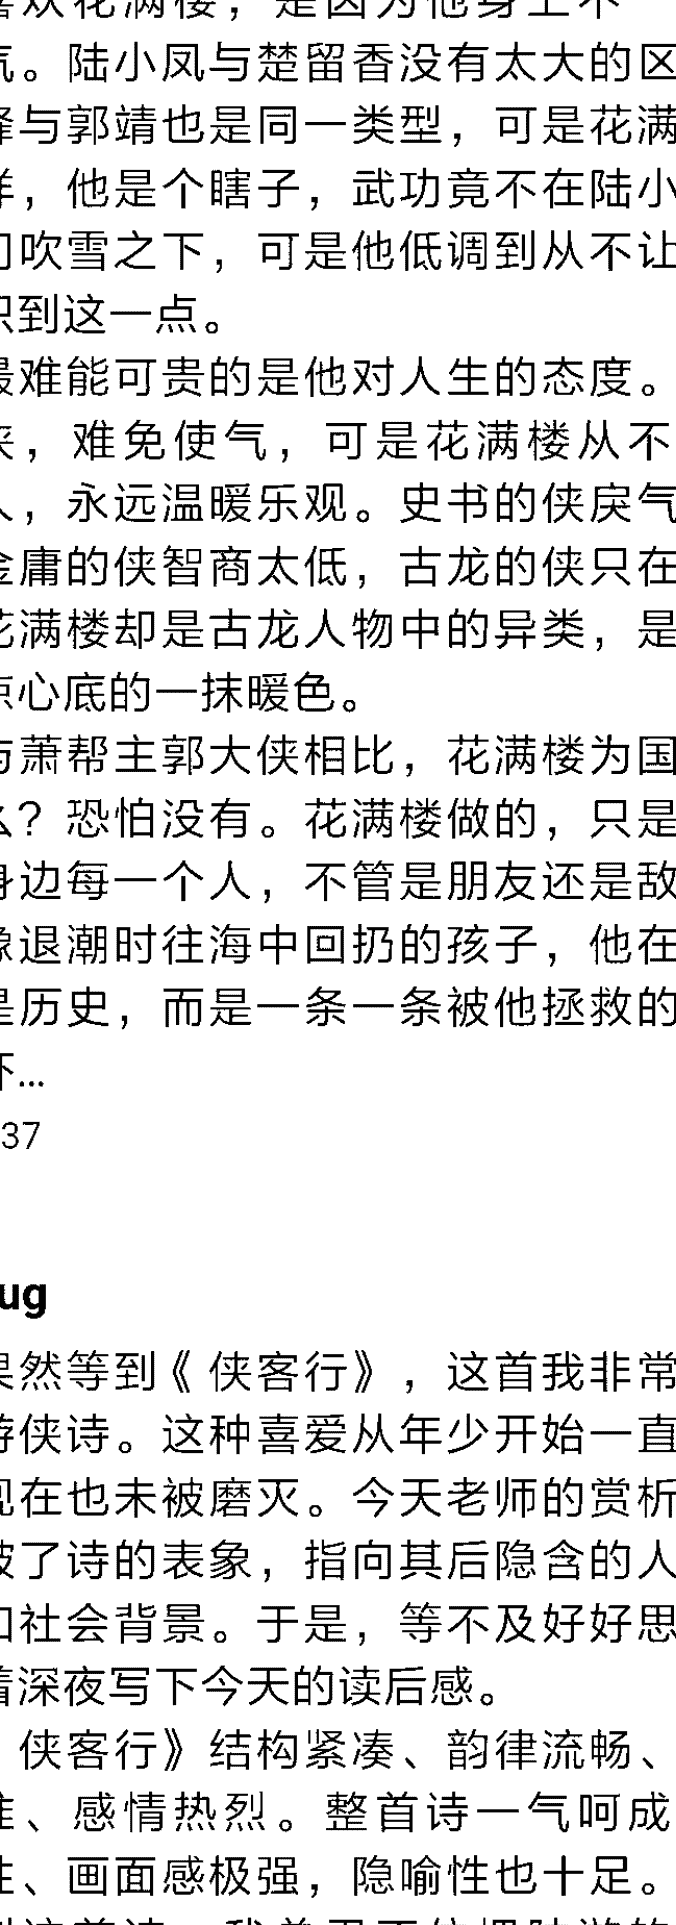 喜欢花满楼，是因为他身上不
气。陆小凤与楚留香没有太大的区
峰与郭靖也是同一类型，可是花满
样，他是个瞎子，武功竟不在陆小
门吹雪之下，可是他低调到从不让
识到这一点。
最难能可贵的是他对人生的态度。
侠，难免使气，可是花满楼从不
人，永远温暖乐观。史书的侠戾气
金庸的侠智商太低，古龙的侠只在
花满楼却是古龙人物中的异类，是
心底的一抹暖色。
与萧帮主郭大侠相比，花满楼为国
么？恐怕没有。花满楼做的，只是
身边每一个人，不管是朋友还是敌
像退潮时往海中回扔的孩子，他在
是历史，而是一条一条被他拯救的
...
37
ug
果然等到《侠客行》，这首我非常
游侠诗。这种喜爱从年少开始一直
现在也未被磨灭。今天老师的赏析
破了诗的表象，指向其后隐含的人
和社会背景。于是，等不及好好思
着深夜写下今天的读后感。
侠客行》结构紧凑、韵律流畅、
、感情热烈。整首诗一气呵成
性、画面感极强，隐喻性也十足。